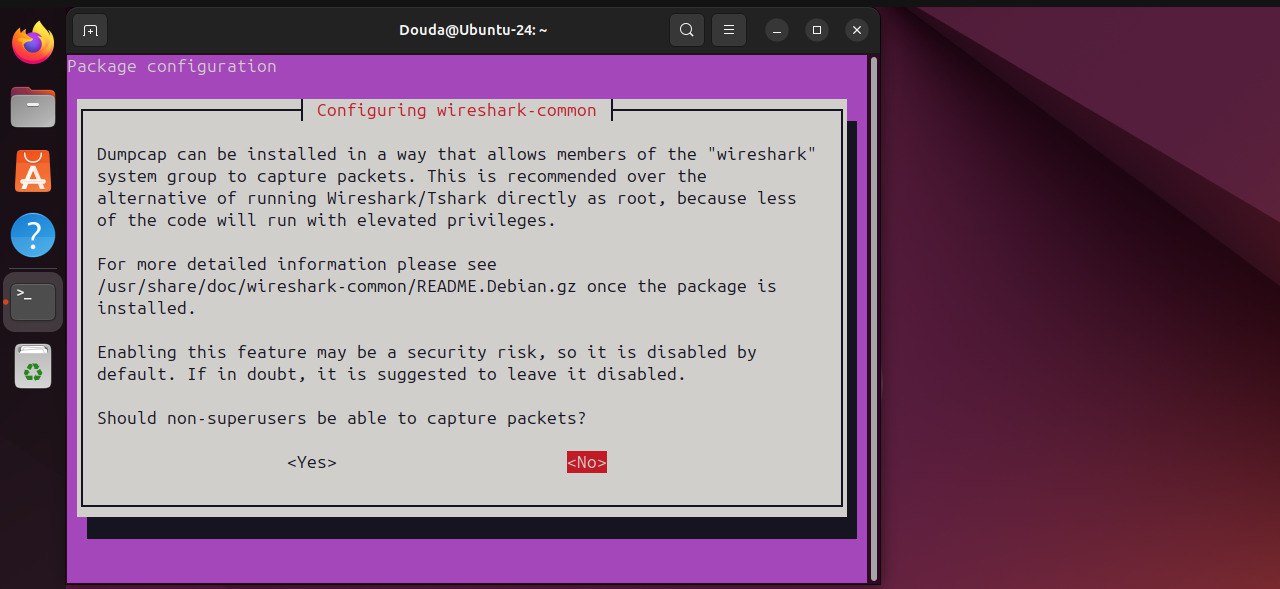 Douda@Ubuntu-24: ~
Package configuration
Configuring wireshark-common
Dumpcap can be installed in a way that allows members of the "wireshark"
system group to capture packets. This is recommended over the
alternative of running Wireshark/Tshark directly as root, because less
of the code will run with elevated privileges.
For more detailed information please see
/usr/share/doc/wireshark-common/README.Debian.gz once the package is
installed.
Enabling this feature may be a security risk, so it is disabled by
default. If in doubt, it is suggested to leave it disabled.
Should non-superusers be able to capture packets?
<Yes> <No>